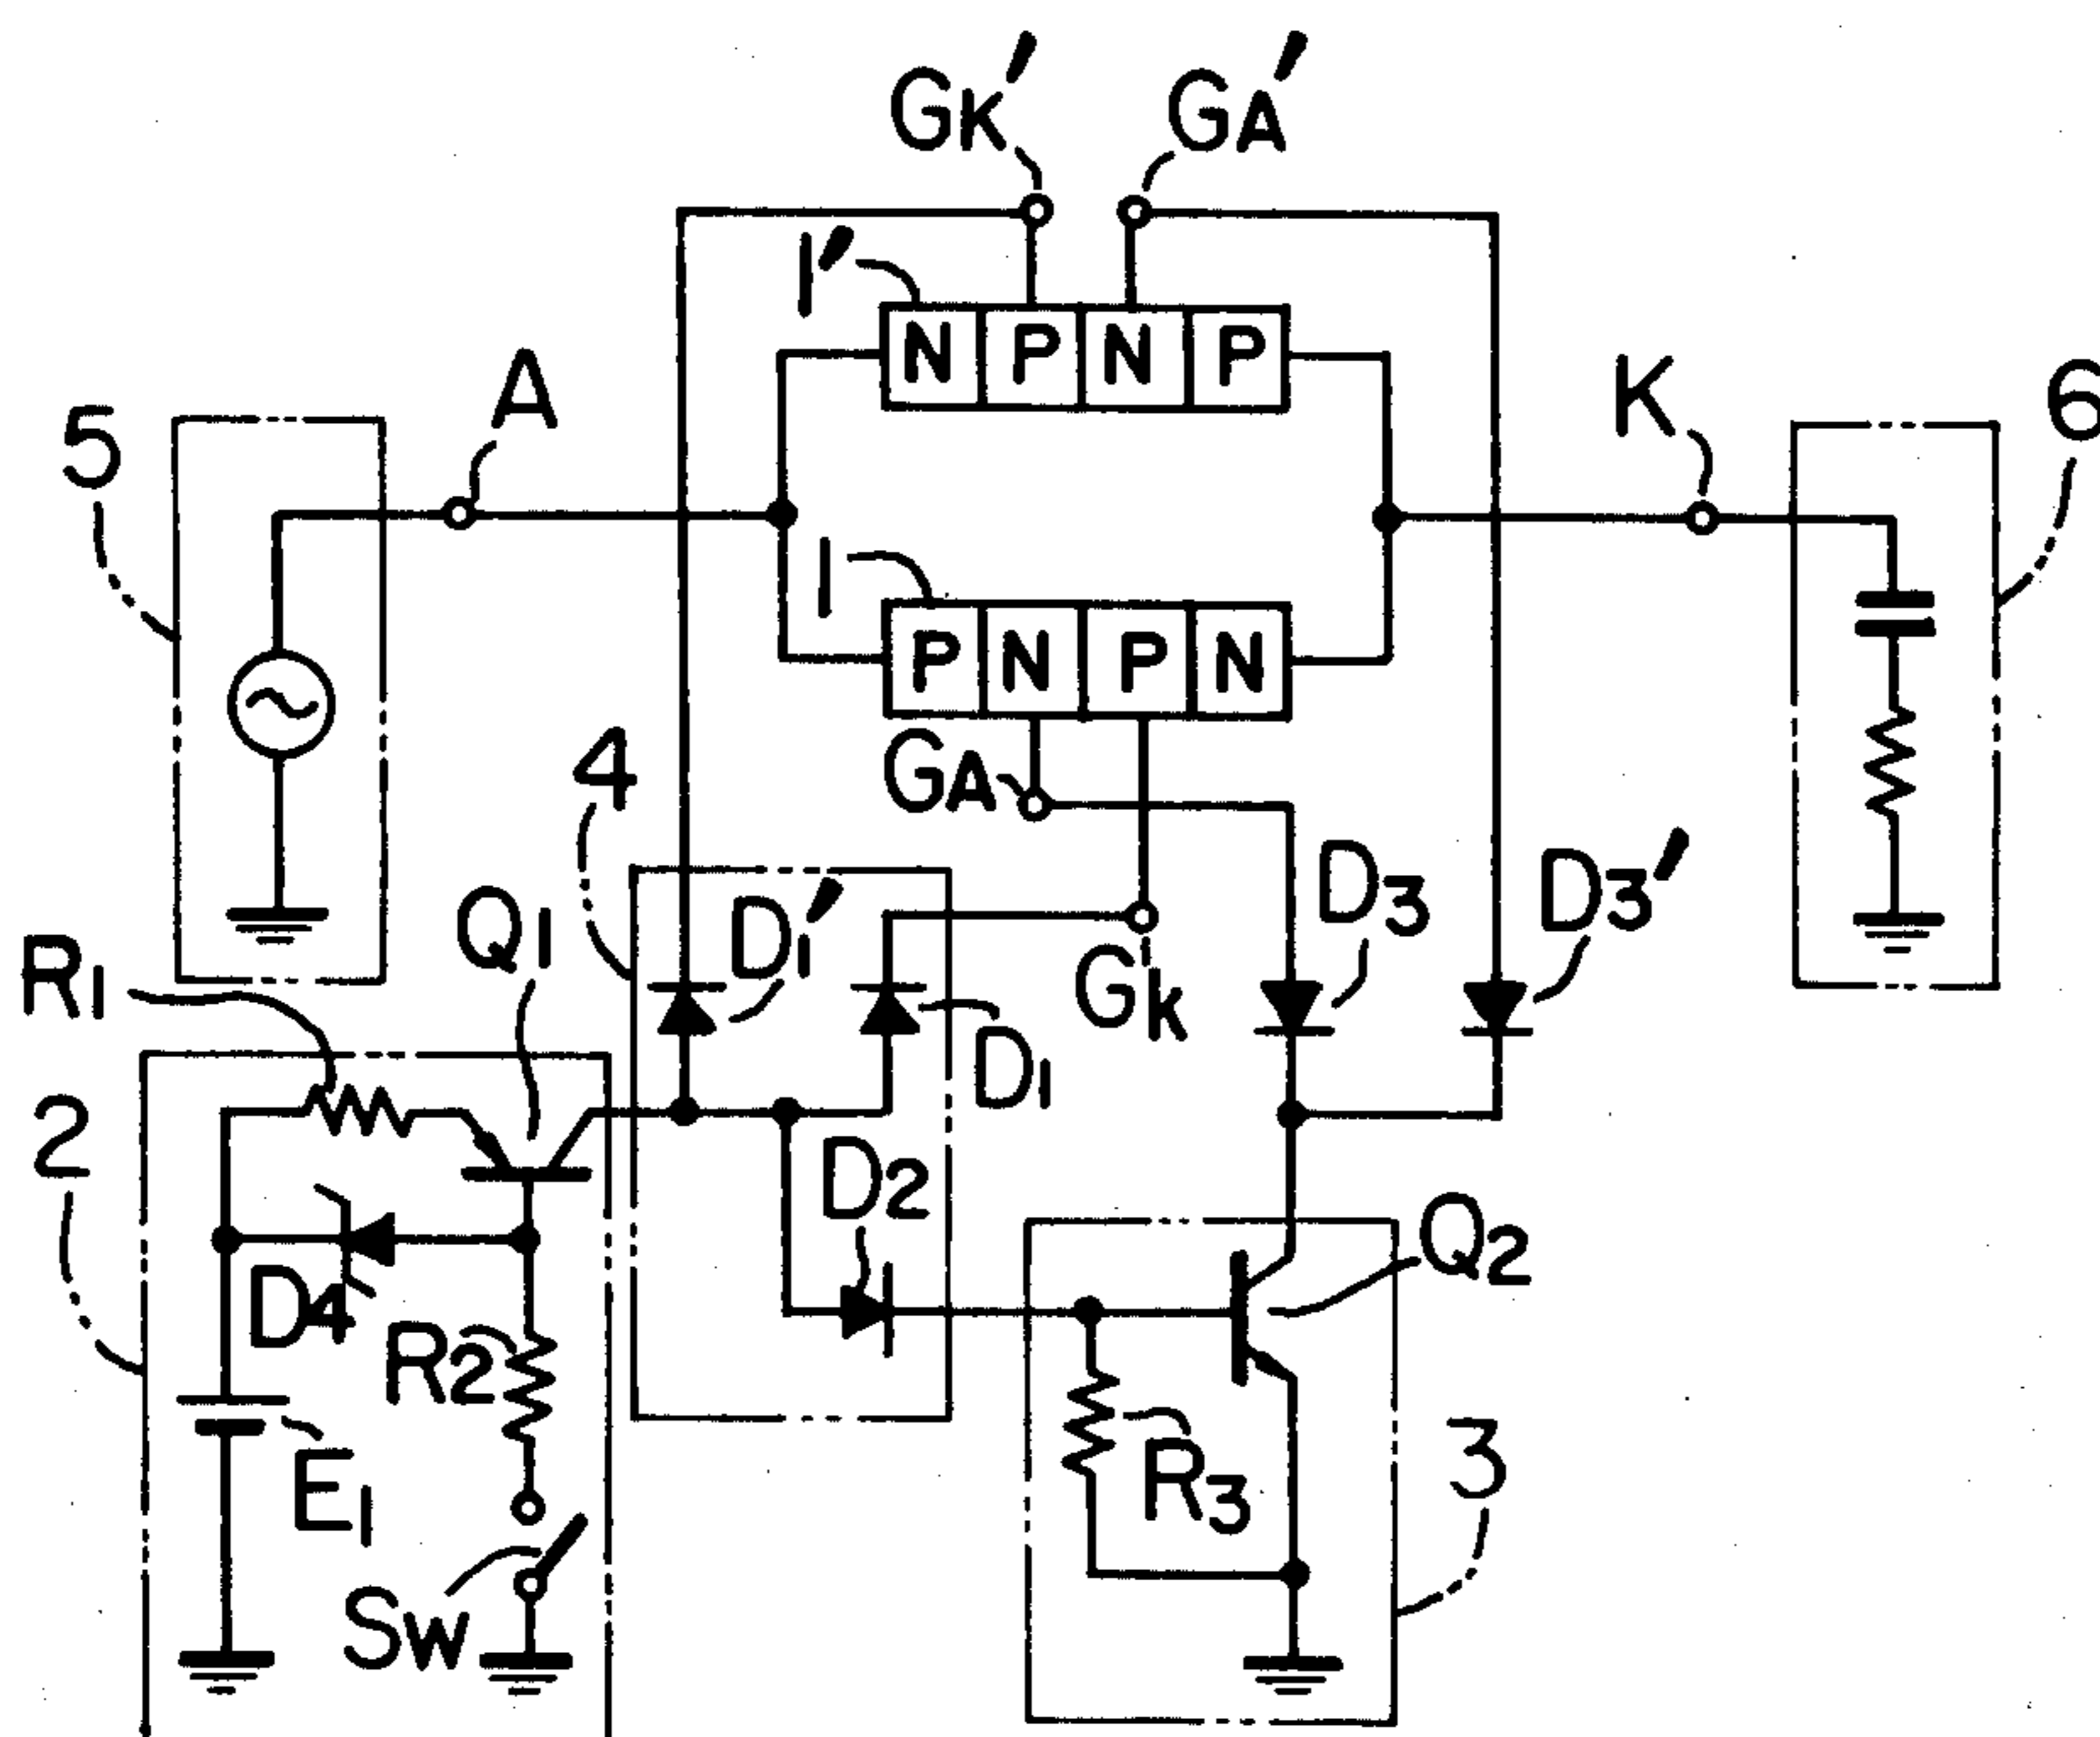 GK' GA'
1'
N P N P
A
K
5
6
1
P N P N
4
GA
D3
D3'
Q1
D1'
R1
GK
D1
2
D2
Q2
D4
R2
3
E1
R3
SW